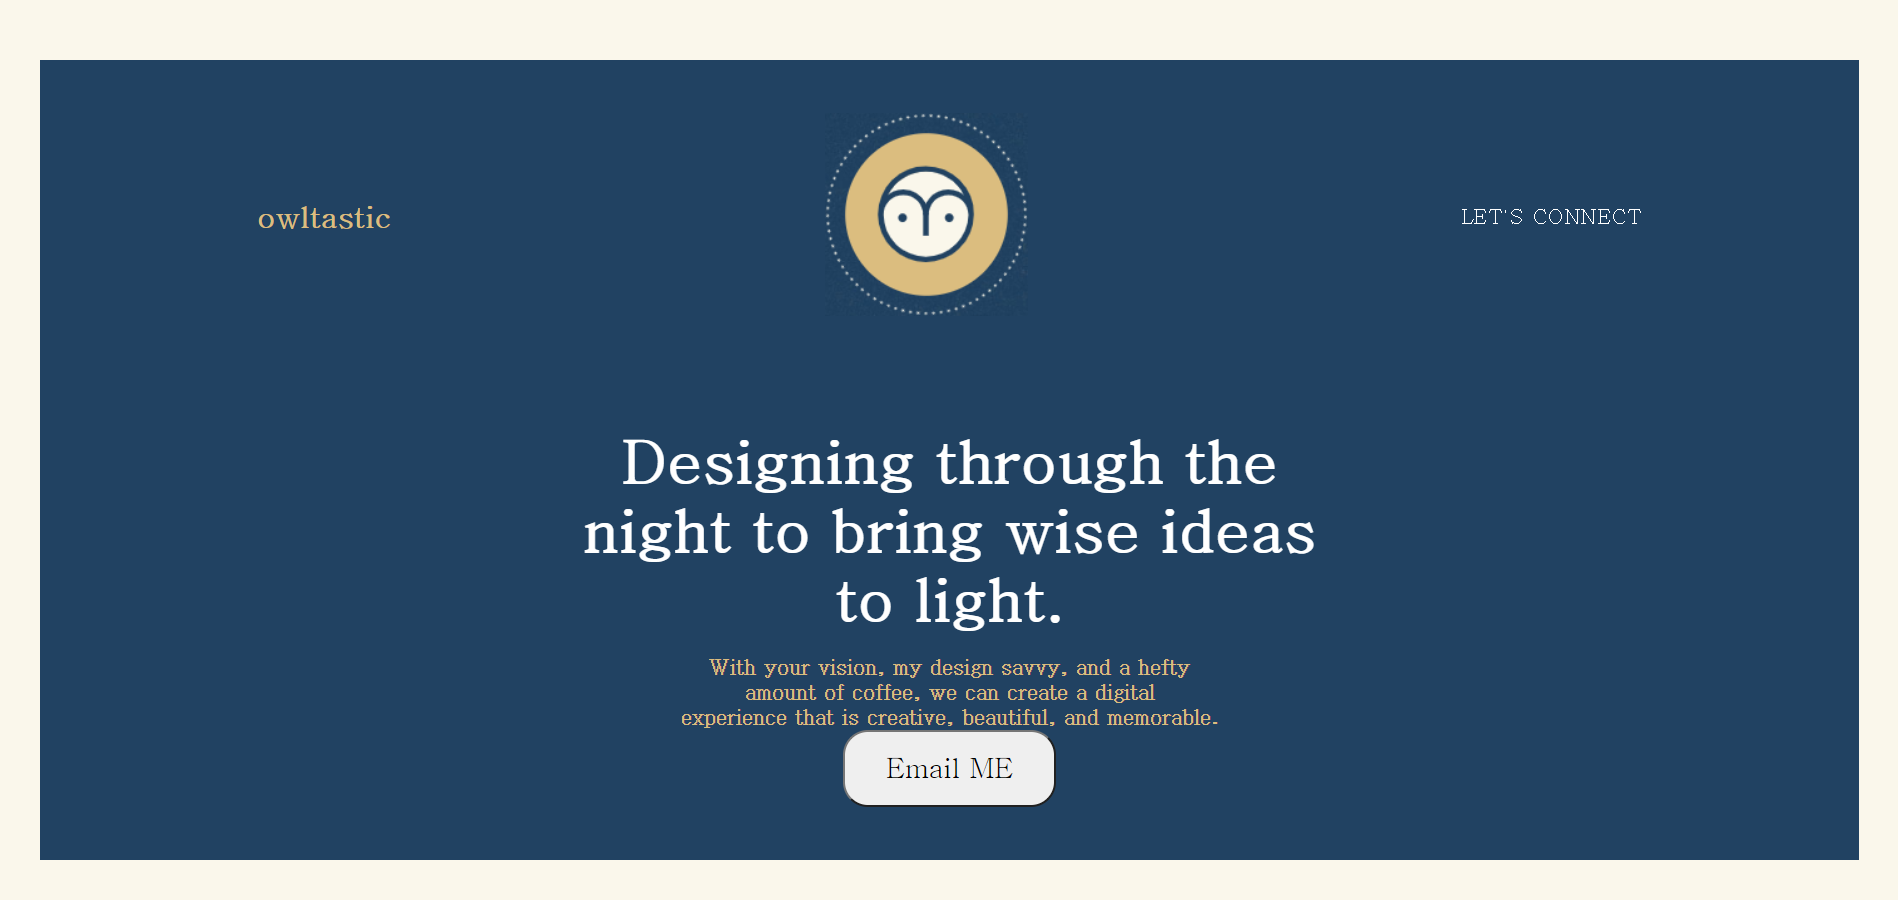 owltastic
LET'S CONNECT
Designing through the
night to bring wise ideas
to light.
With your vision, my design savvy, and a hefty
amount of coffee, we can create a digital
experience that is creative, beautiful, and memorable.
Email ME